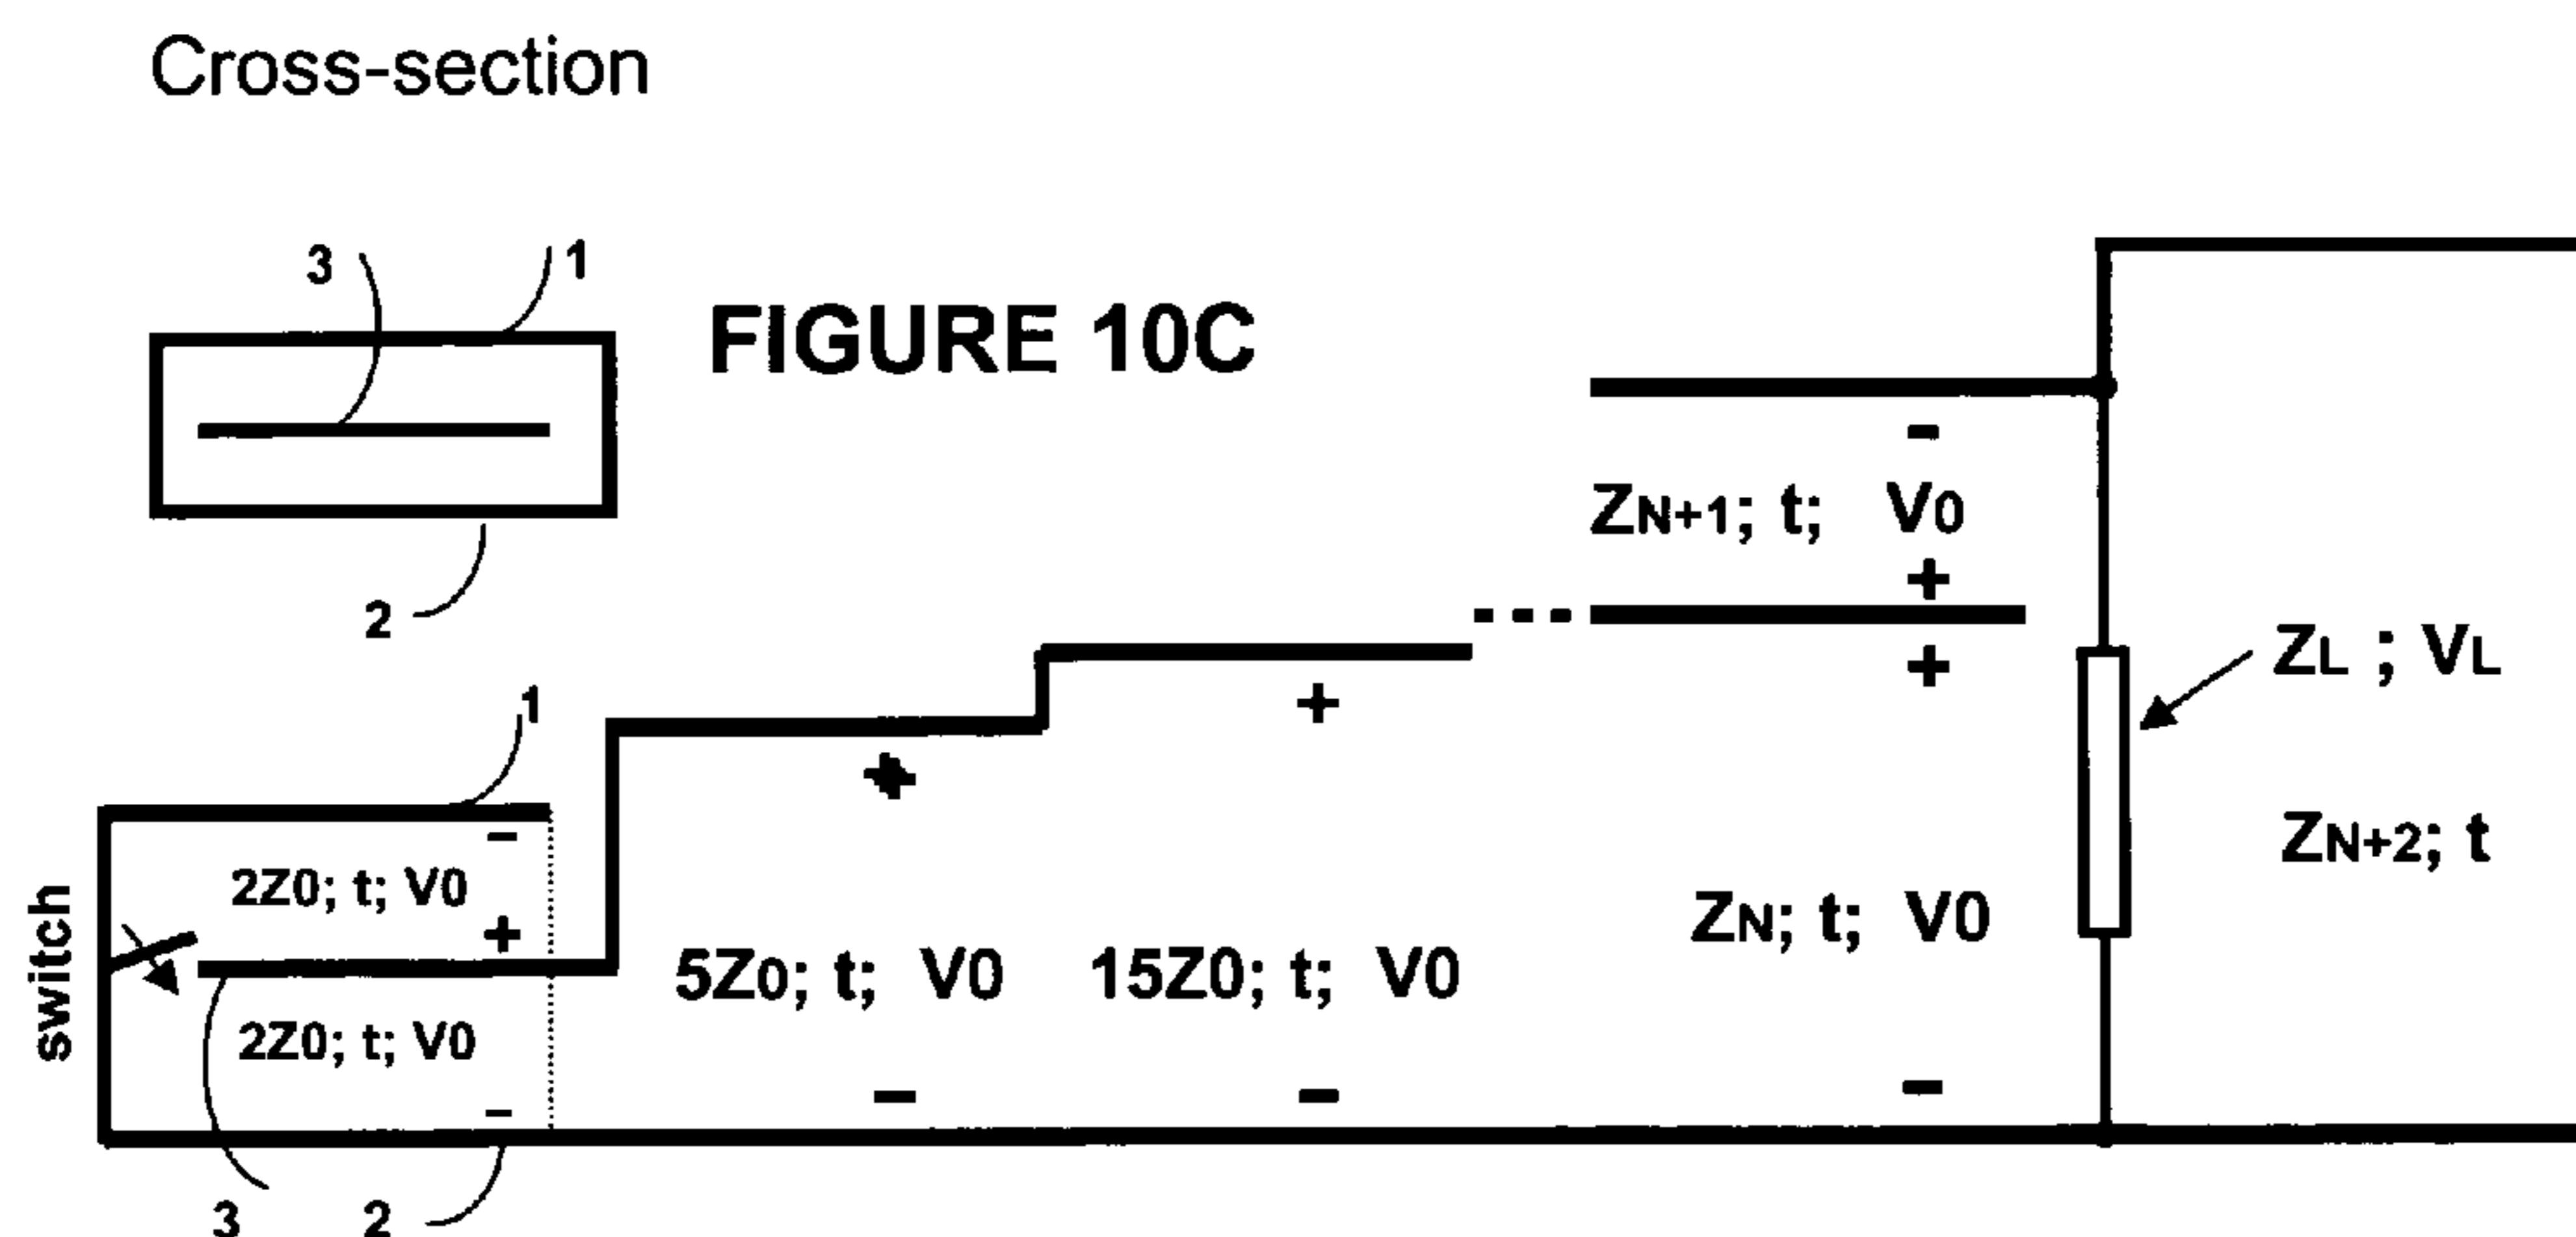 Cross-section
3
1
FIGURE 10C
2
-
ZN+1; t; V0
+
+
ZL ; VL
1
+
+
-
2Z0; t; V0
+
switch
2Z0; t; V0
-
5Z0; t; V0
15Z0; t; V0
ZN; t; V0
ZN+2; t
-
-
-
3
2